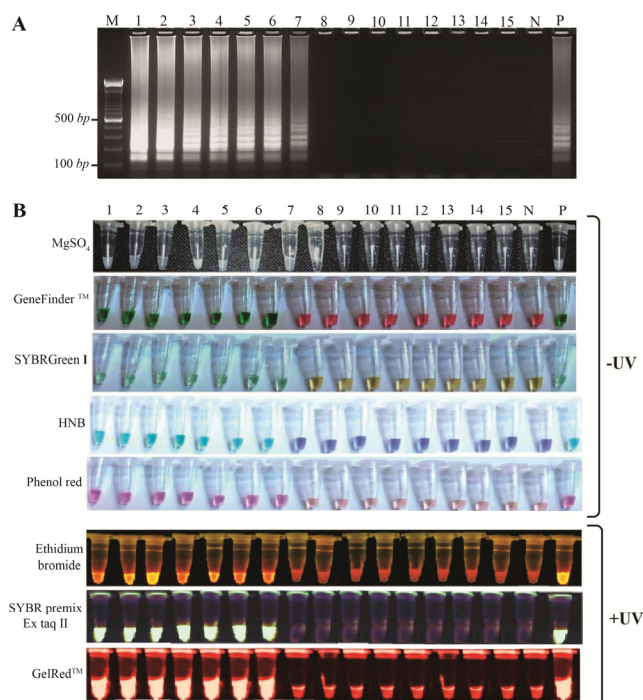 A
M 1 2 3 4 5 6 7 8 9 10 11 12 13 14 15 N P
500 bp
100 bp
B
1 2 3 4 5 6 7 8 9 10 11 12 13 14 15 N P
MgSO₄
GeneFinder ™
SYBRGreen I
HNB
Phenol red
-UV
Ethidium
bromide
SYBR premix
Ex taq II
GelRed™
+UV